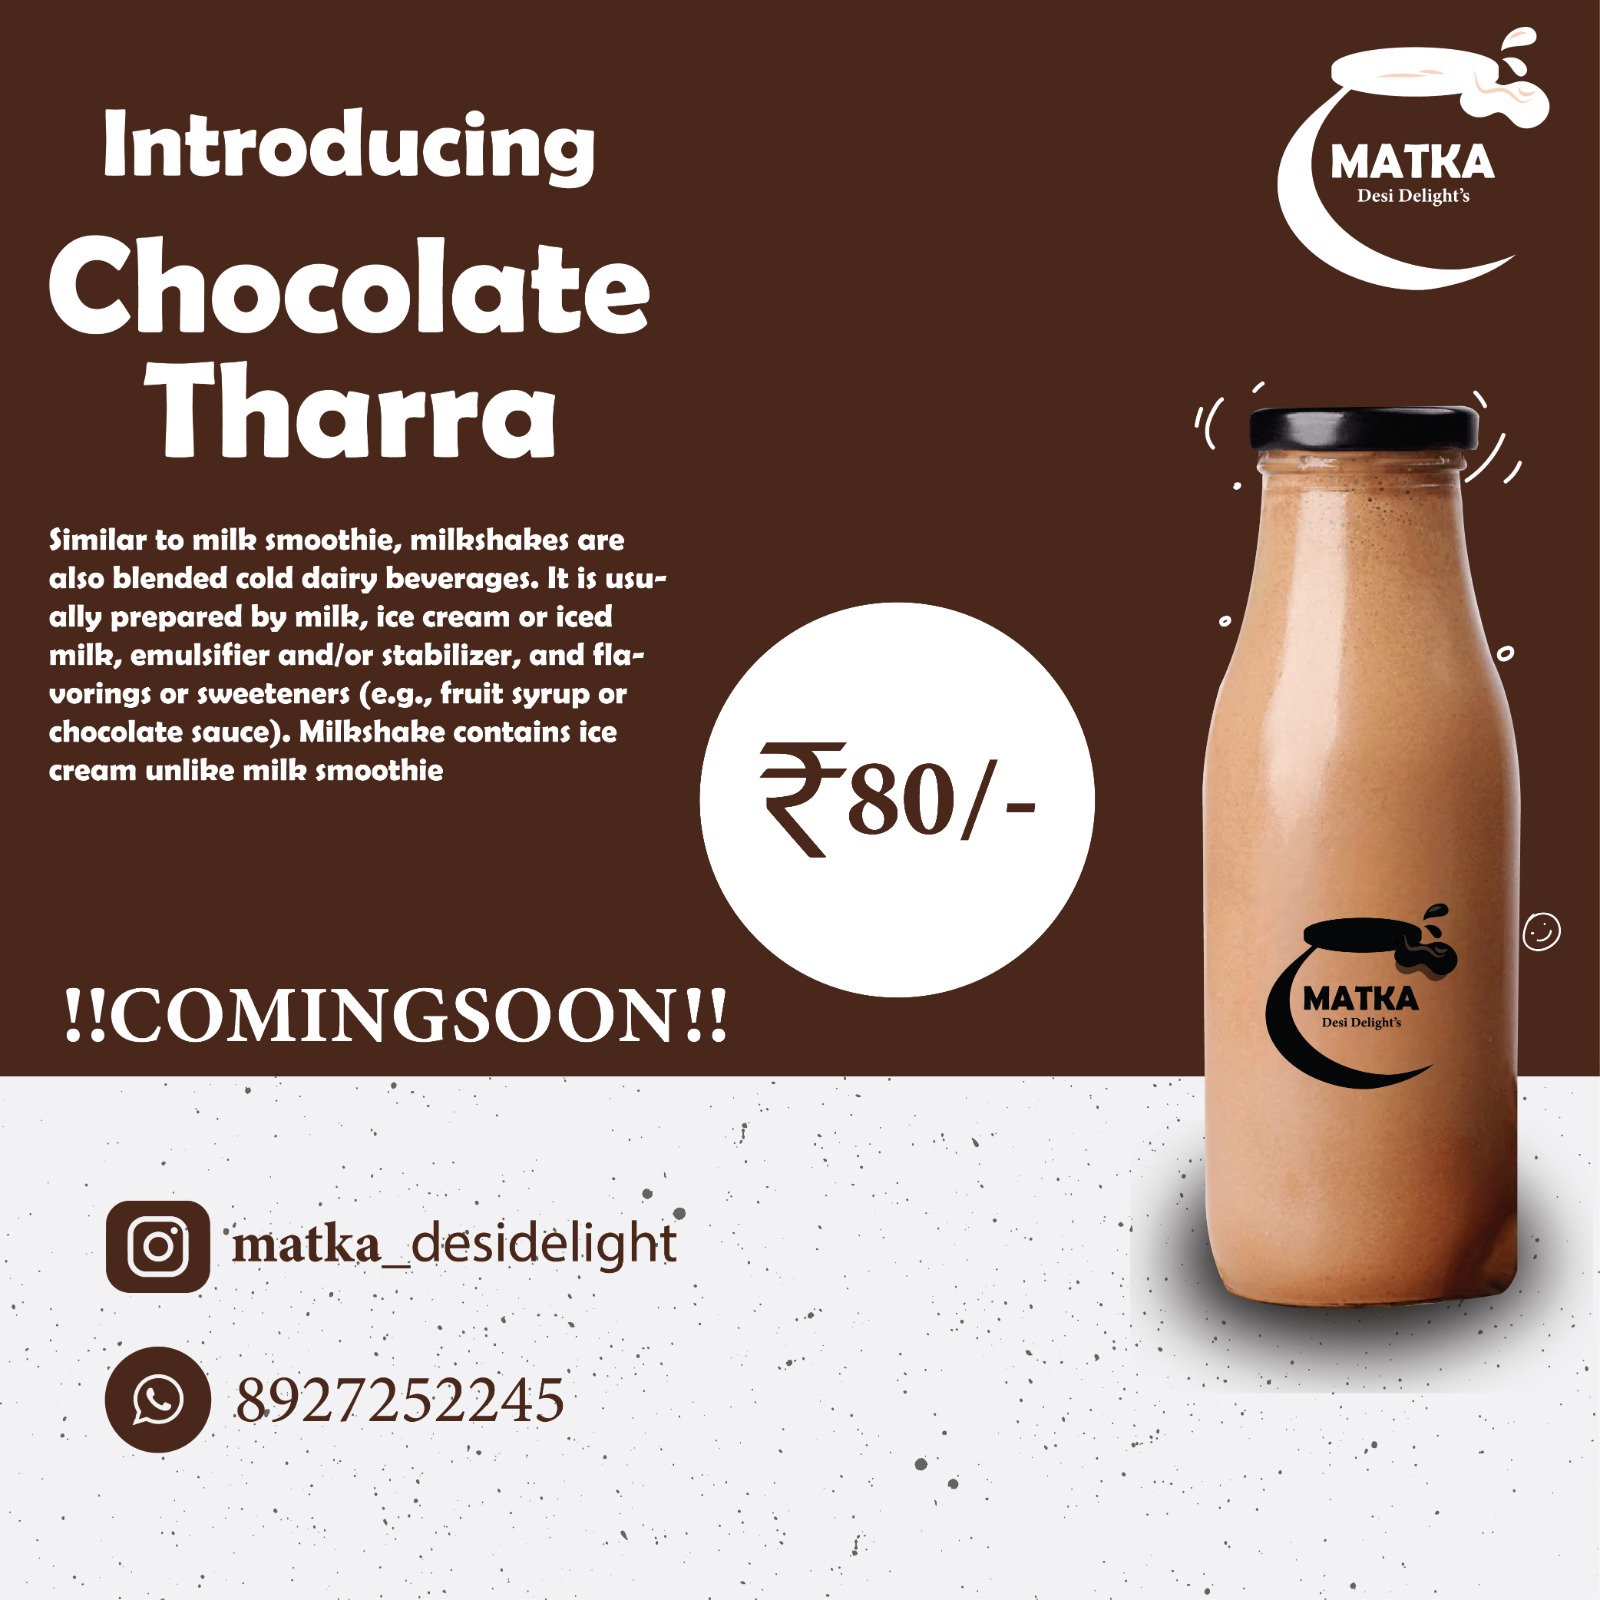 MATKA
Desi Delight's
Introducing
Chocolate
Tharra
Similar to milk smoothie, milkshakes are
also blended cold dairy beverages. It is usu-
ally prepared by milk, ice cream or iced
milk, emulsifier and/or stabilizer, and fla-
vorings or sweeteners (e.g., fruit syrup or
chocolate sauce). Milkshake contains ice
cream unlike milk smoothie
₹80/-
!!COMINGSOON!!
MATKA
Desi Delight's
matka_desidelight
8927252245